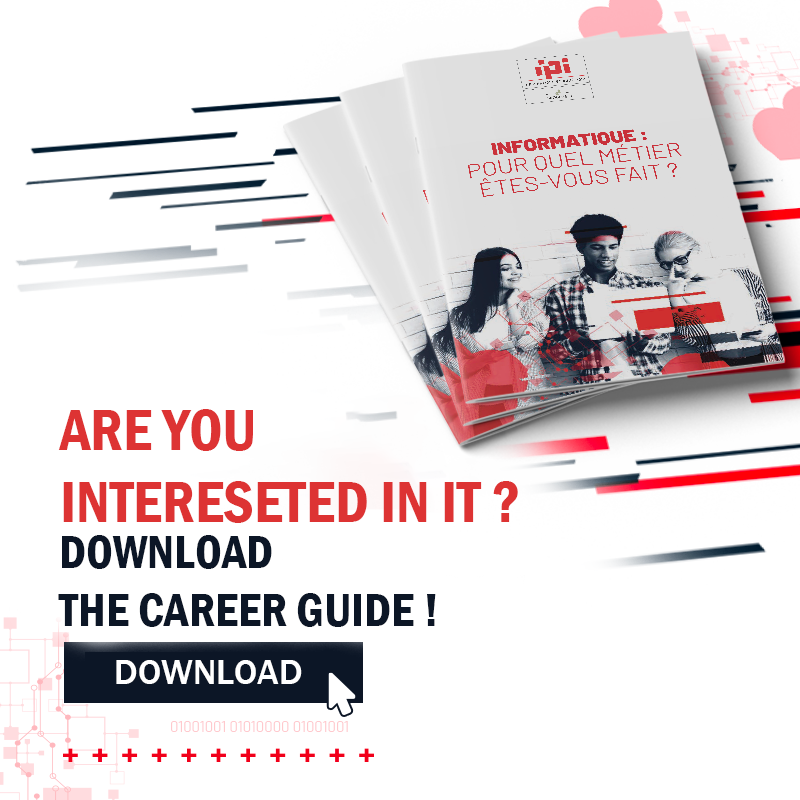 ipi
INFORMATIQUE :
POUR QUEL MÉTIER
ÊTES-VOUS FAIT ?
ARE YOU
INTERESETED IN IT ?
DOWNLOAD
THE CAREER GUIDE !
DOWNLOAD
01001001 01010000 01001001